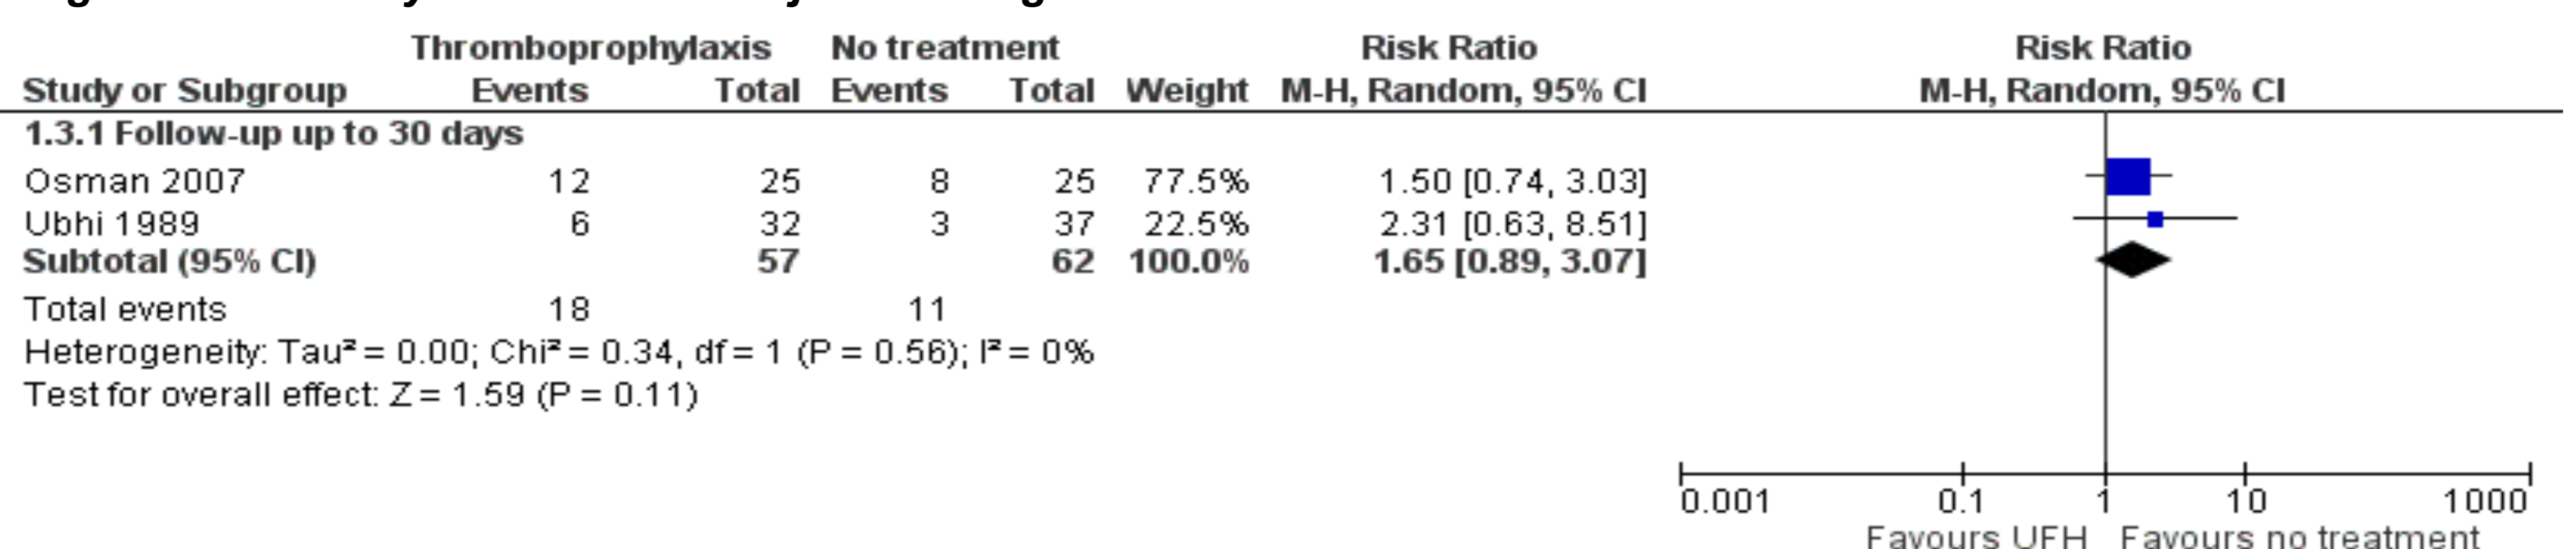 Thromboprophylaxis No treatment Risk Ratio Risk Ratio
Study or Subgroup Events Total Events Total Weight M-H, Random, 95% CI M-H, Random, 95% CI
1.3.1 Follow-up up to 30 days
Osman 2007 12 25 8 25 77.5% 1.50 [0.74, 3.03]
Ubhi 1989 6 32 3 37 22.5% 2.31 [0.63, 8.51]
Subtotal (95% CI) 57 62 100.0% 1.65 [0.89, 3.07]
Total events 18 11
Heterogeneity: Tau² = 0.00; Chi² = 0.34, df = 1 (P = 0.56); I² = 0%
Test for overall effect: Z = 1.59 (P = 0.11)
0.001 0.1 1 10 1000
Favours UFH Favours no treatment